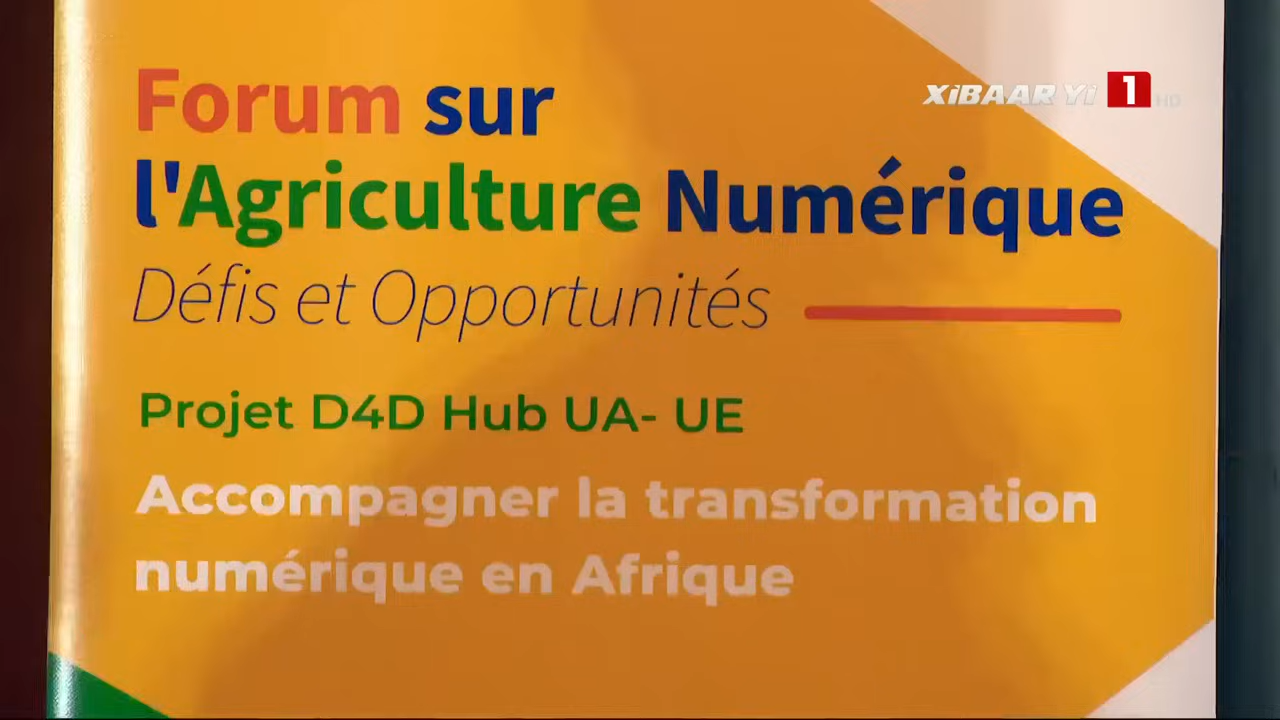 XiBAAR Yi 1 HD
Forum sur
l'Agriculture Numérique
Défis et Opportunités
Projet D4D Hub UA- UE
Accompagner la transformation
numérique en Afrique